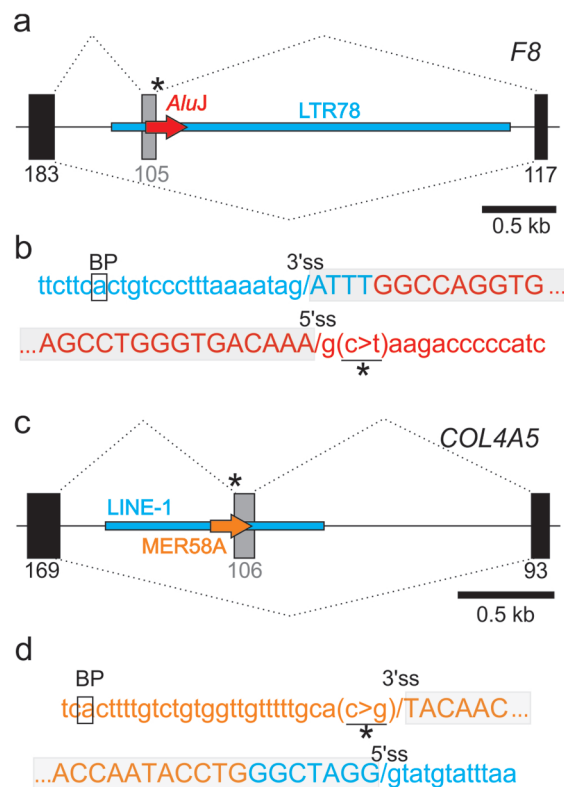 a
F8
*
AluJ
LTR78
183
105
117
0.5 kb
b
BP
3'ss
ttcttcactgtccctttaaaatag/ATTTGGCCAGGTG ...
5'ss
...AGCCTGGGTGACAAA/g(c>t)aagacccccatc
*
c
COL4A5
*
LINE-1
MER58A
169
106
93
0.5 kb
d
BP
3'ss
tcacttttgtctgtggttgtttttgca(c>g)/TACAAC...
*
5'ss
...ACCAATACCTGGGCTAGG/gtatgtatttaa